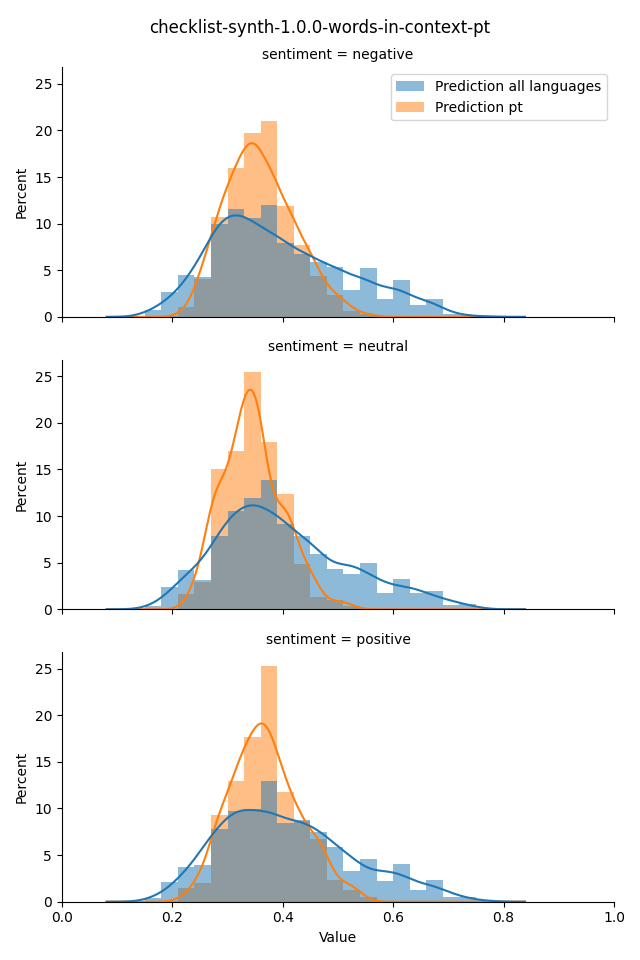 checklist-synth-1.0.0-words-in-context-pt
sentiment = negative
Prediction all languages
Prediction pt
25
20
15
10
5
0
Percent
sentiment = neutral
25
20
15
10
5
0
Percent
sentiment = positive
25
20
15
10
5
0
Percent
0.0 0.2 0.4 0.6 0.8 1.0
Value